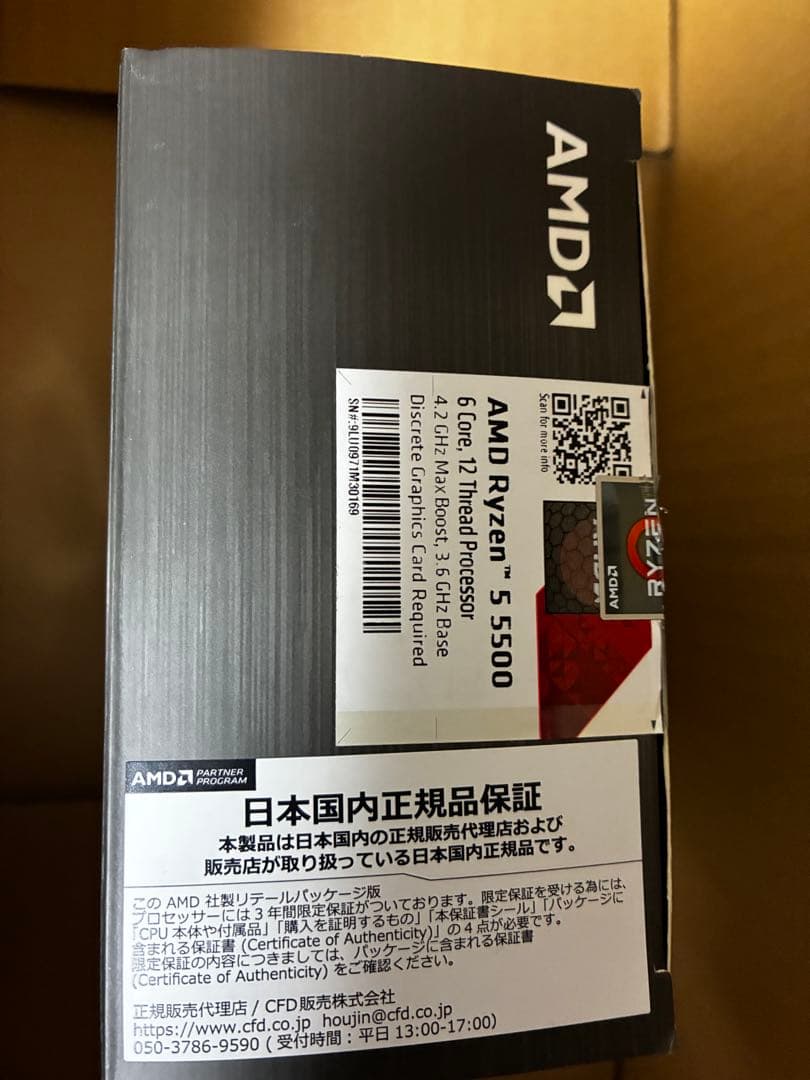 AMD
Scan for more info
AMD Ryzen™ 5 5500
6 Core, 12 Thread Processor
4.2 GHz Max Boost, 3.6 GHz Base
Discrete Graphics Card Required
SN#:9LU0971M30169
RYZEN
AMD
AMD PARTNER PROGRAM
日本国内正規品保証
本製品は日本国内の正規販売代理店および
販売店が取り扱っている日本国内正規品です。
この AMD 社製リテールパッケージ版
プロセッサーには 3 年間限定保証がついております。限定保証を受ける為には、
「CPU 本体や付属品」「購入を証明するもの」「本保証書シール」「パッケージに
含まれる保証書 (Certificate of Authenticity)」の 4 点が必要です。
限定保証の内容につきましては、パッケージに含まれる保証書
(Certificate of Authenticity) をご確認ください。
正規販売代理店 / CFD販売株式会社
https://www.cfd.co.jp houjin@cfd.co.jp
050-3786-9590 ( 受付時間：平日 13:00-17:00)